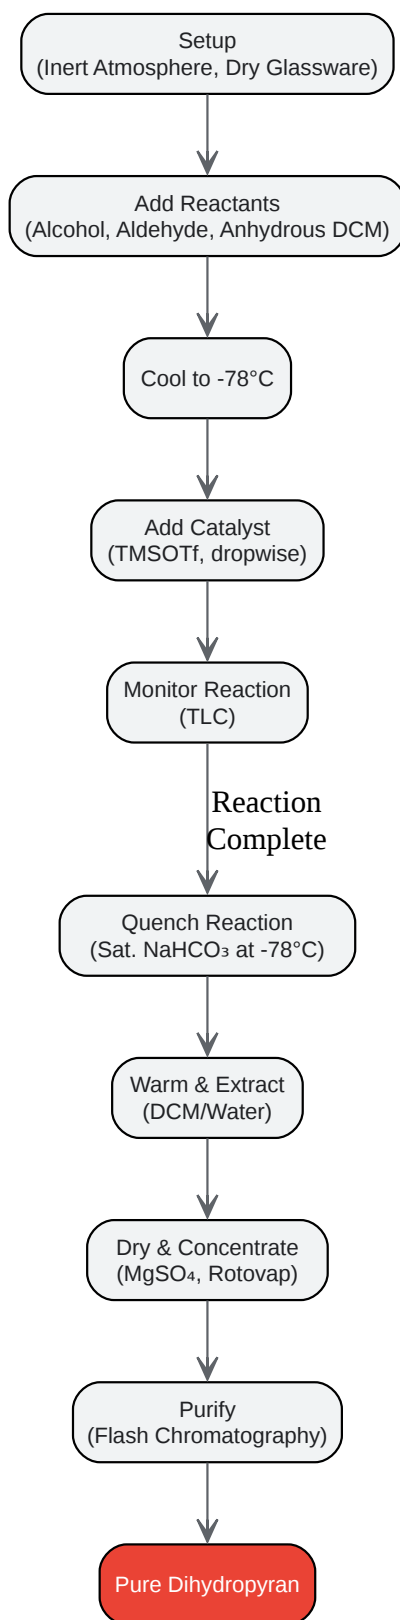 Setup
(Inert Atmosphere, Dry Glassware)
Add Reactants
(Alcohol, Aldehyde, Anhydrous DCM)
Cool to -78°C
Add Catalyst
(TMSOTf, dropwise)
Monitor Reaction
(TLC)
Reaction
Complete
Quench Reaction
(Sat. NaHCO₃ at -78°C)
Warm & Extract
(DCM/Water)
Dry & Concentrate
(MgSO₄, Rotovap)
Purify
(Flash Chromatography)
Pure Dihydropyran